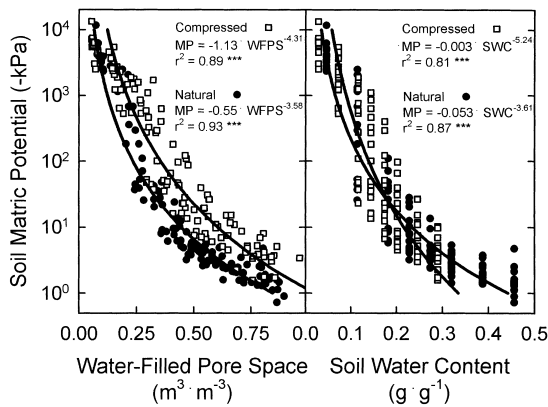 Compressed □
MP = -1.13 · WFPS^-4.31
r² = 0.89 ***
Natural ●
MP = -0.55 · WFPS^-3.58
r² = 0.93 ***
Compressed □
MP = -0.003 · SWC^-5.24
r² = 0.81 ***
Natural ●
MP = -0.053 · SWC^-3.61
r² = 0.87 ***
Soil Matric Potential (-kPa)
10⁴
10³
10²
10¹
10⁰
0.00 0.25 0.50 0.75 0.0 0.1 0.2 0.3 0.4 0.5
Water-Filled Pore Space
(m³ · m⁻³)
Soil Water Content
(g · g⁻¹)